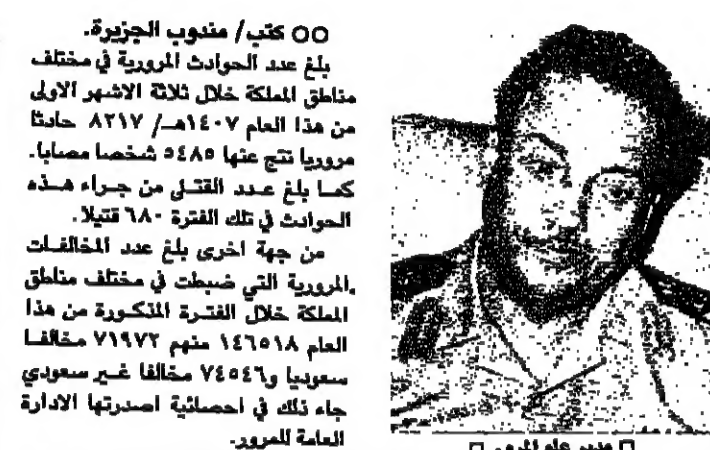 ○○ كتب/ مندوب الجزيرة.
بلغ عدد الحوادث المرورية في مختلف
مناطق المملكة خلال ثلاثة الاشهر الاولى
من هذا العام ١٤٠٧هـ/ ٨٢١٧ حادثا
مروريا نتج عنها ٥٤٨٥ شخصا مصابا.
كما بلغ عدد القتلى من جراء هذه
الحوادث في تلك الفترة ٦٨٠ قتيلا.
من جهة اخرى بلغ عدد المخالفات
المرورية التي ضبطت في مختلف مناطق
المملكة خلال الفترة المذكورة من هذا
العام ١٤٦٥١٨ منهم ٧١٩٧٢ مخالفا
سعوديا و٧٤٥٤٦ مخالفا غير سعودي
جاء ذلك في احصائية اصدرتها الادارة
العامة للمرور.
□ مدير عام المرور □